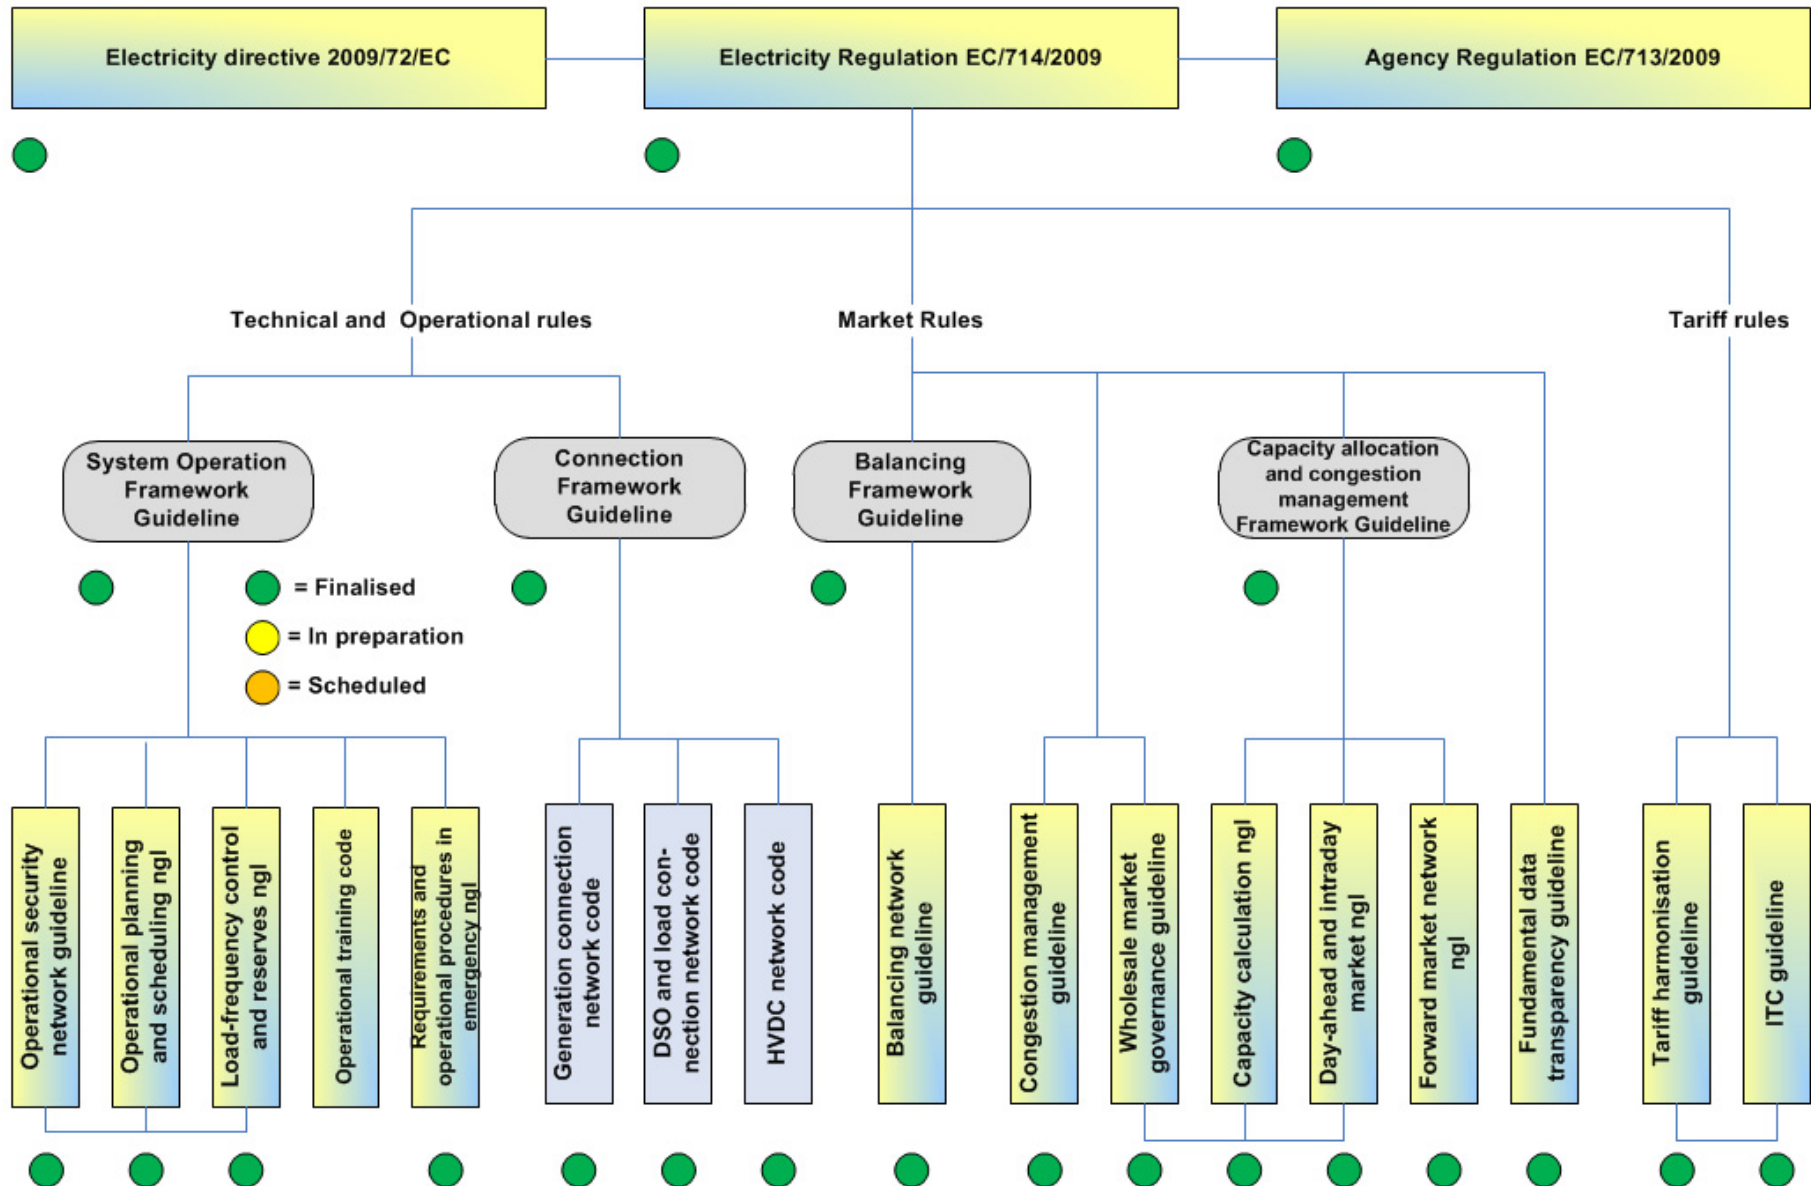 Electricity directive 2009/72/EC
Electricity Regulation EC/714/2009
Agency Regulation EC/713/2009
Technical and Operational rules
Market Rules
Tariff rules
System Operation
Framework
Guideline
Connection
Framework
Guideline
Balancing
Framework
Guideline
Capacity allocation
and congestion
management
Framework Guideline
= Finalised
= In preparation
= Scheduled
Operational security
network guideline
Operational planning
and scheduling ngl
Load-frequency control
and reserves ngl
Operational training code
Requirements and
operational procedures in
emergency ngl
Generation connection
network code
DSO and load con-
nection network code
HVDC network code
Balancing network
guideline
Congestion management
guideline
Wholesale market
governance guideline
Capacity calculation ngl
Day-ahead and intraday
market ngl
Forward market network
ngl
Fundamental data
transparency guideline
Tariff harmonisation
guideline
ITC guideline